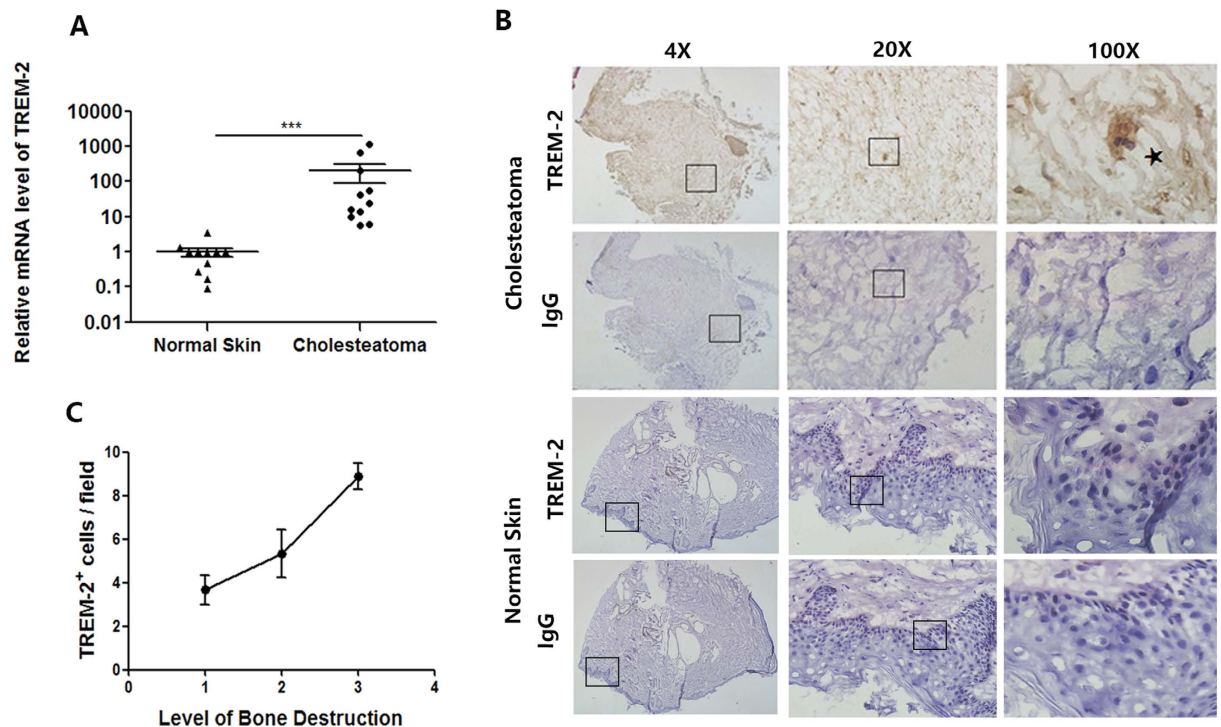 A
Relative mRNA level of TREM-2
10000
1000
100
10
1
0.1
0.01
***
Normal Skin
Cholesteatoma
B
4X
20X
100X
Cholesteatoma
TREM-2
IgG
Normal Skin
TREM-2
IgG
C
TREM-2⁺ cells / field
10
8
6
4
2
0
0
1
2
3
4
Level of Bone Destruction